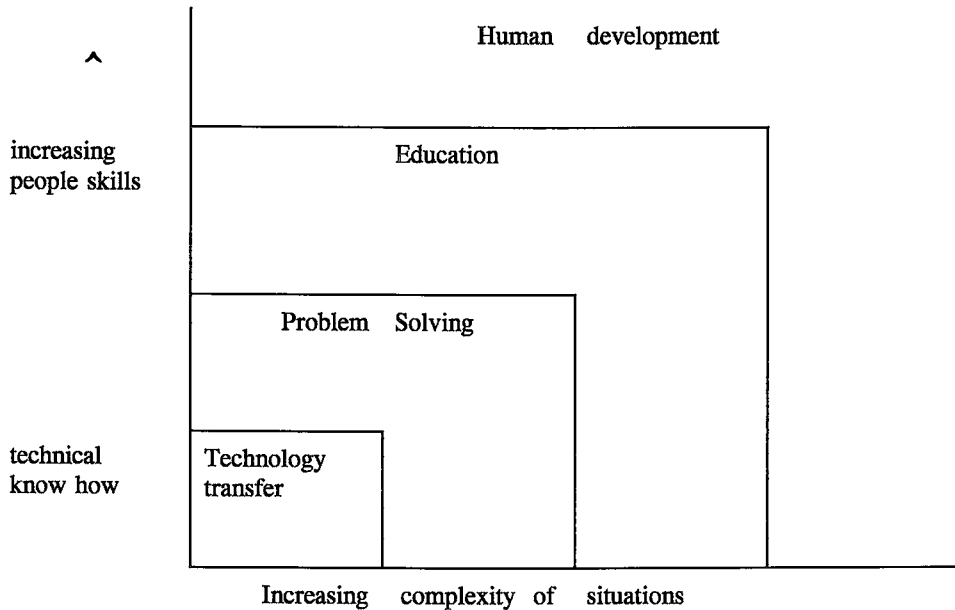 Human development
increasing
people skills
Education
Problem Solving
technical
know how
Technology
transfer
Increasing complexity of situations